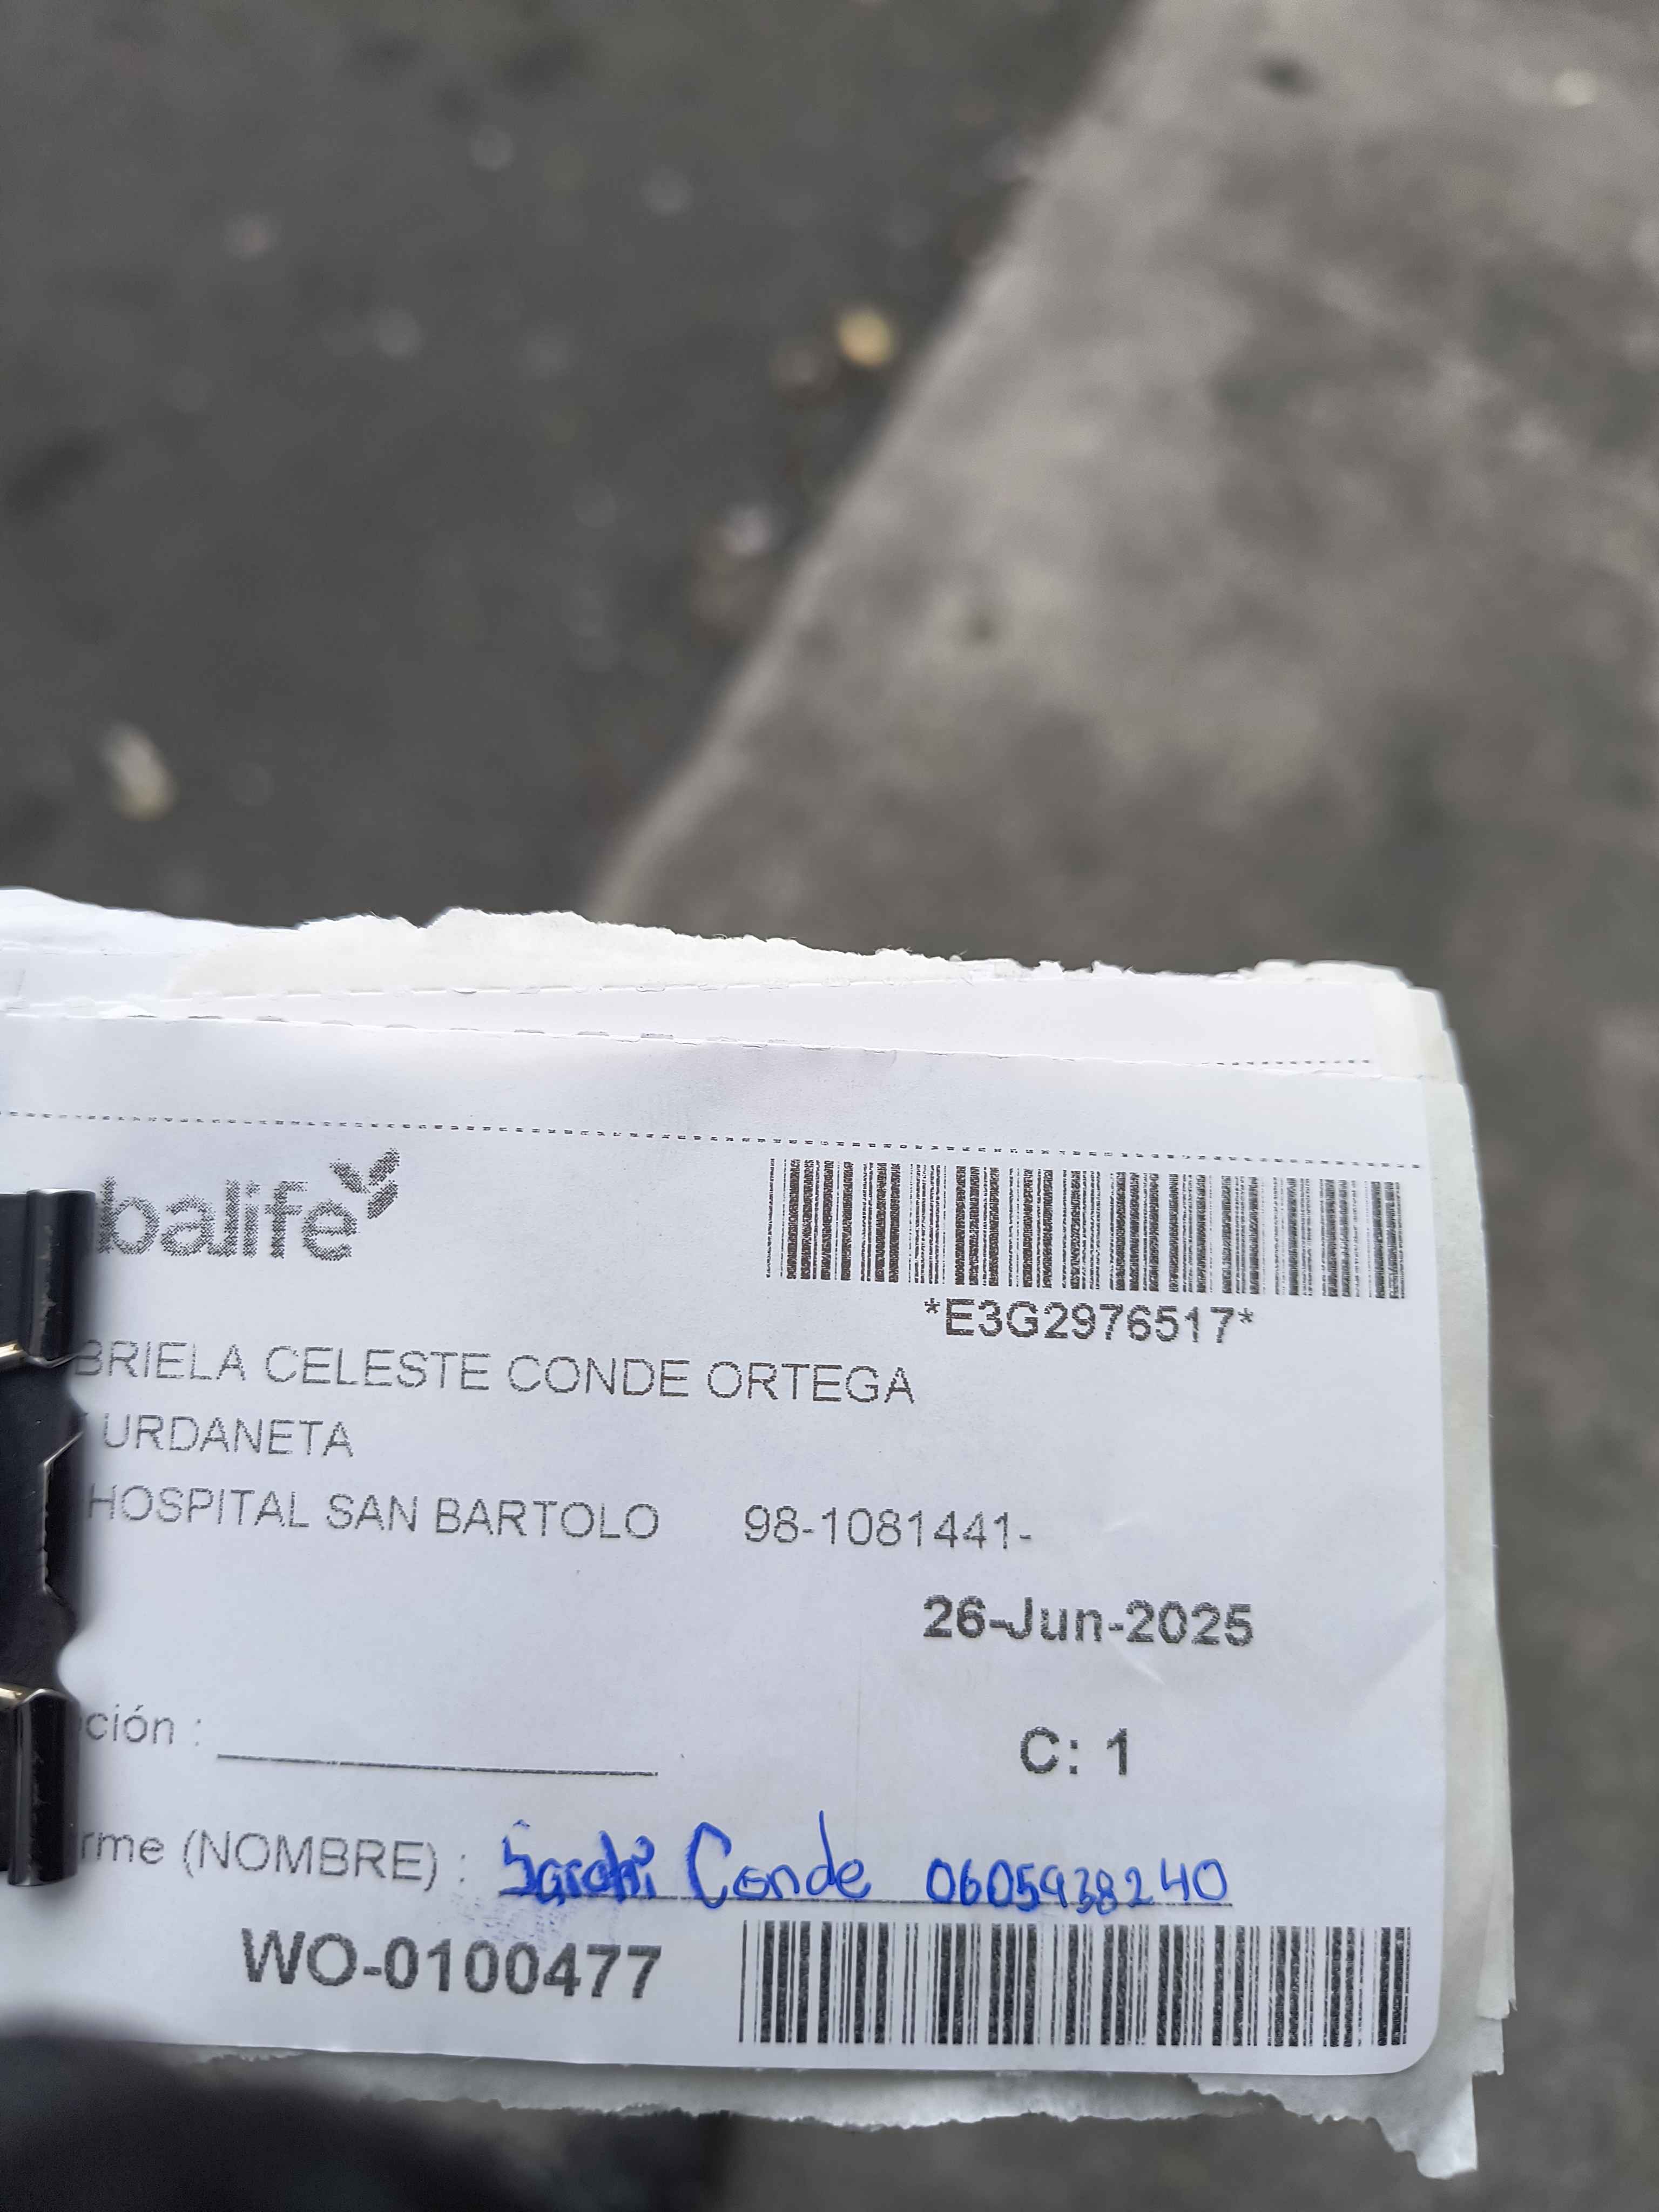 balife
*E3G2976517*
BRIELA CELESTE CONDE ORTEGA
URDANETA
HOSPITAL SAN BARTOLO 98-1081441-
26-Jun-2025
ción :
C: 1
rme (NOMBRE) : Sarahi Conde 0605938240
WO-0100477